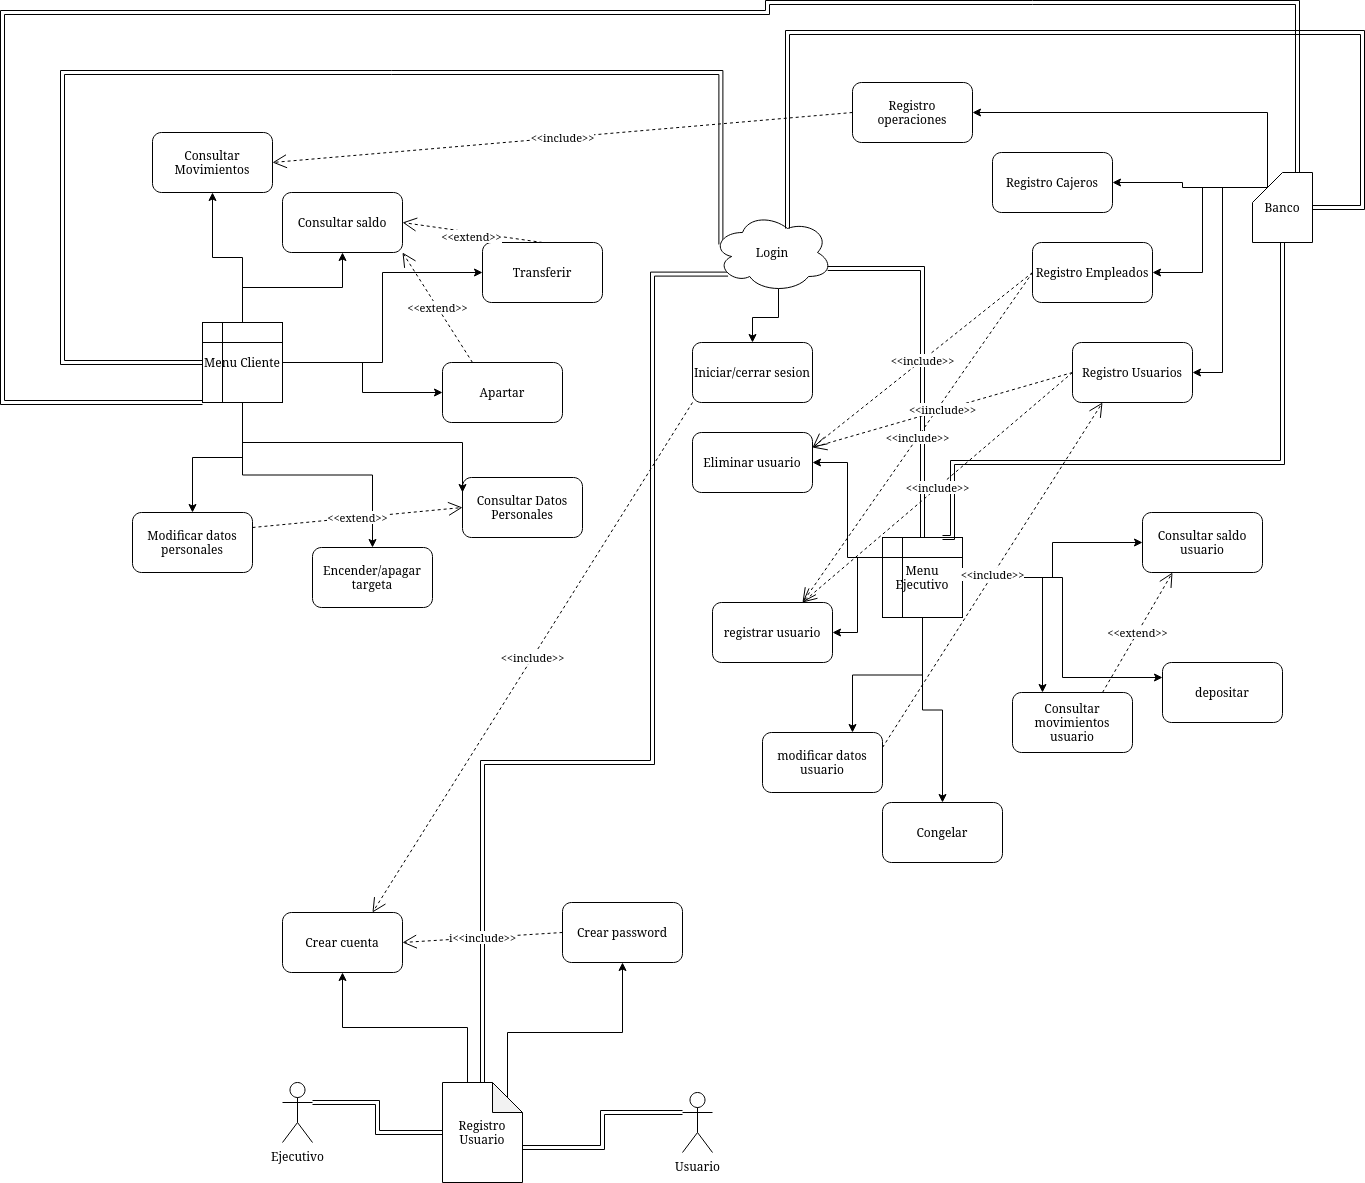 Registro
operaciones
<<include>>
Consultar
Movimientos
Registro Cajeros
Banco
Consultar saldo
<<extend>>
Login
Transferir
Registro Empleados
<<extend>>
Menu Cliente
<<include>>
Iniciar/cerrar sesion
Registro Usuarios
Apartar
<<iinclude>>
<<include>>
Eliminar usuario
<<include>>
Consultar Datos
Personales
<<extend>>
Modificar datos
personales
Consultar saldo
usuario
Encender/apagar
targeta
Menu
Ejecutivo
<<include>>
registrar usuario
<<extend>>
<<include>>
depositar
Consultar
movimientos
usuario
modificar datos
usuario
Congelar
Crear cuenta
i<<include>>
Crear password
Registro
Usuario
Ejecutivo
Usuario